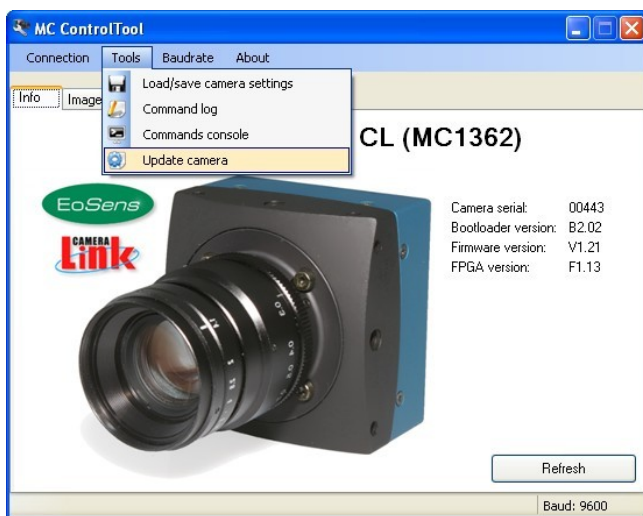 MC ControlTool
Connection Tools Baudrate About
Load/save camera settings
Command log
Commands console
Update camera
Info Image
CL (MC1362)
EoSens
CAMERA
Link
Camera serial: 00443
Bootloader version: B2.02
Firmware version: V1.21
FPGA version: F1.13
Refresh
Baud: 9600